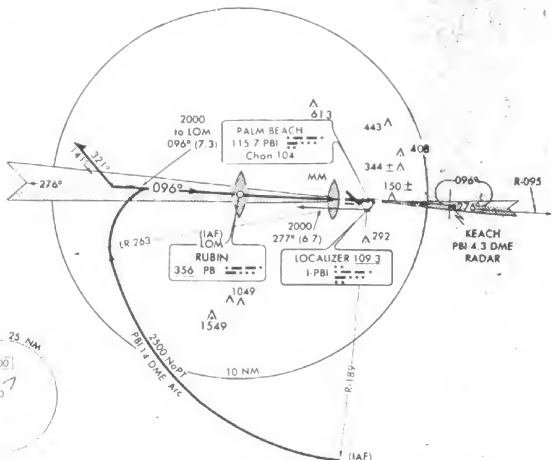 613
443
2000
to LOM
096° (7.3)
PALM BEACH
115.7 PBI
Chan 104
408
344 ±
321°
141°
MM
150 ±
096°
R-095
276°
096°
276°
2000
277° (6.7)
KEACH
PBI 4.3 DME
RADAR
(IAF)
LOM
RUBIN
356 PB
LOCALIZER 109.3
I-PBI
292
LR 263
1049
1549
2500 NoPT
PBI 14 DME Arc
25 NM
10 NM
R-189
(IAF)